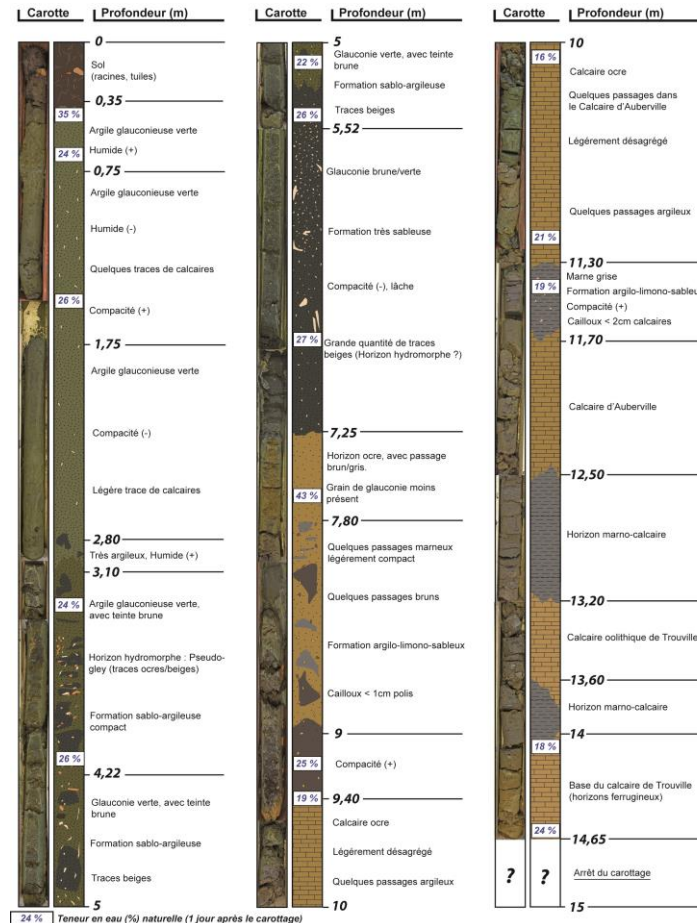 Carotte Profondeur (m)
0
Sol
(racines, tuiles)
0,35
35 %
Argile glauconieuse verte
24 %
Humide (+)
0,75
Argile glauconieuse verte
Humide (-)
Quelques traces de calcaires
26 %
Compacité (+)
1,75
Argile glauconieuse verte
Compacité (-)
Légère trace de calcaires
2,80
Très argileux, Humide (+)
3,10
24 %
Argile glauconieuse verte,
avec teinte brune
Horizon hydromorphe : Pseudo-
gley (traces ocres/beiges)
Formation sablo-argileuse
compact
26 %
4,22
Glauconie verte, avec teinte
brune
Formation sablo-argileuse
Traces beiges
5
Carotte Profondeur (m)
5
22 %
Glauconie verte, avec teinte
brune
Formation sablo-argileuse
26 %
Traces beiges
5,52
Glauconie brune/verte
Formation très sableuse
Compacité (-), lâche
27 %
Grande quantité de traces
beiges (Horizon hydromorphe ?)
7,25
Horizon ocre, avec passage
brun/gris.
43 %
Grain de glauconie moins
présent
7,80
Quelques passages marneux
légérement compact
Quelques passages bruns
Formation argilo-limono-sableux
Cailloux < 1cm polis
9
25 %
Compacité (+)
19 %
9,40
Calcaire ocre
Légérement désagrégé
Quelques passages argileux
10
Carotte Profondeur (m)
10
16 %
Calcaire ocre
Quelques passages dans
le Calcaire d'Auberville
Légérement désagrégé
Quelques passages argileux
21 %
11,30
Marne grise
19 %
Formation argilo-limono-sableu
Compacité (+)
Cailloux < 2cm calcaires
11,70
Calcaire d'Auberville
12,50
Horizon marno-calcaire
13,20
Calcaire oolithique de Trouville
13,60
Horizon marno-calcaire
14
18 %
Base du calcaire de Trouville
(horizons ferrugineux)
24 %
14,65
? ?
Arrêt du carottage
15
24 % Teneur en eau (%) naturelle (1 jour après le carottage)